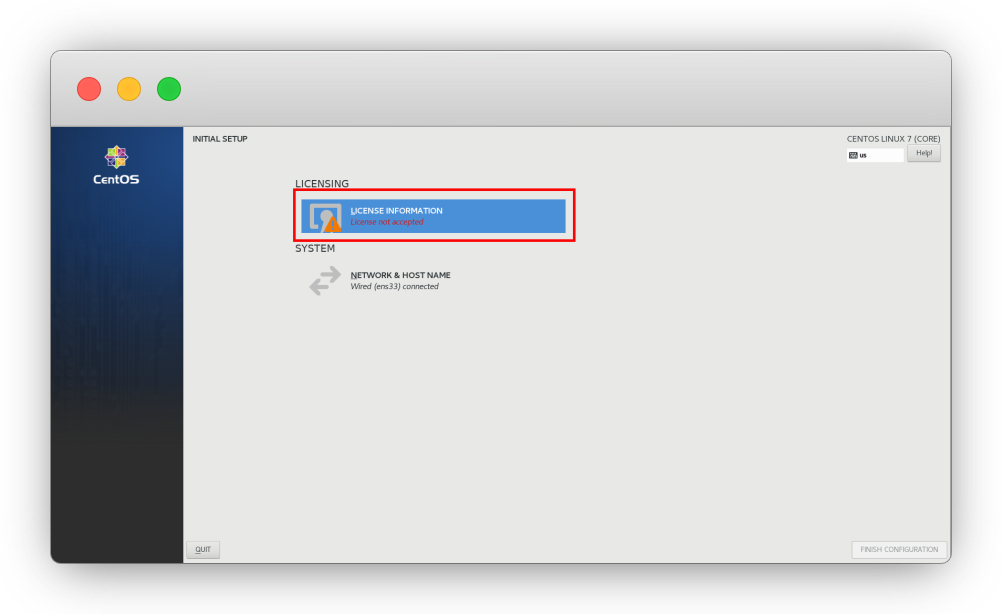 INITIAL SETUP
CENTOS LINUX 7 (CORE)
us
Help!
CentOS
LICENSING
LICENSE INFORMATION
License not accepted
SYSTEM
NETWORK & HOST NAME
Wired (ens33) connected
QUIT
FINISH CONFIGURATION